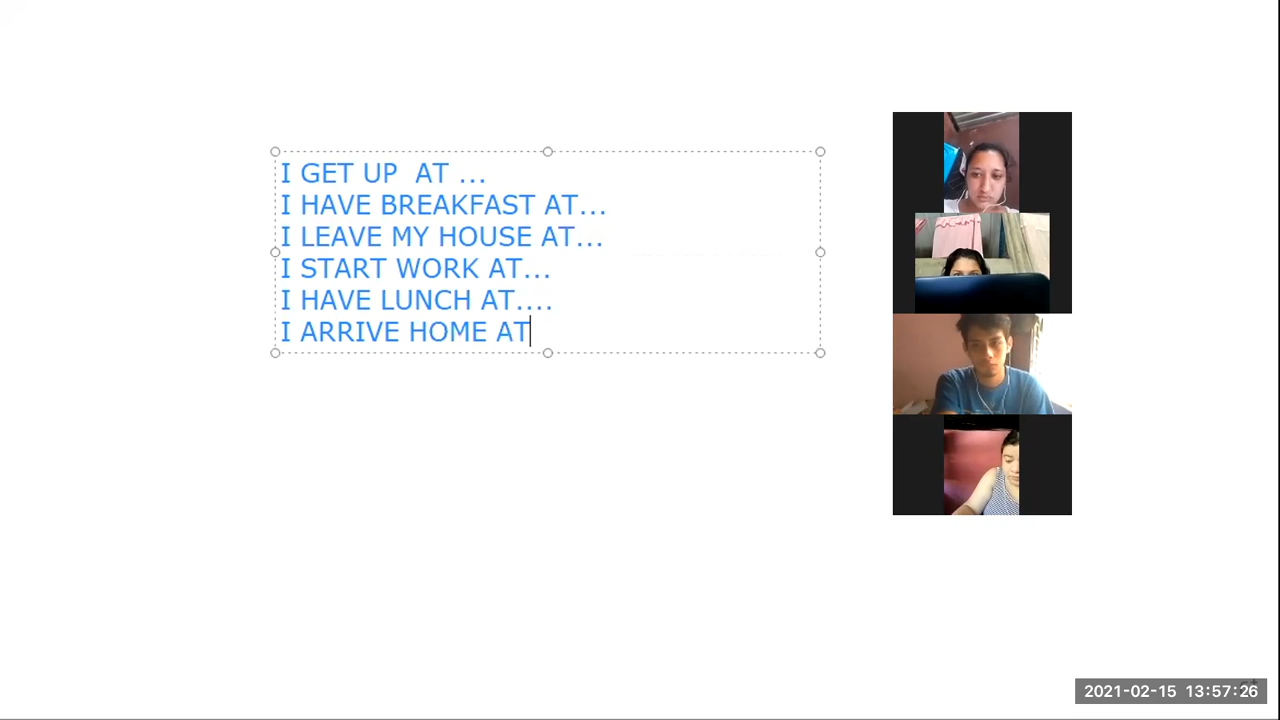 I GET UP  AT ...
I HAVE BREAKFAST AT...
I LEAVE MY HOUSE AT...
I START WORK AT...
I HAVE LUNCH AT....
I ARRIVE HOME AT
2021-02-15 13:57:26